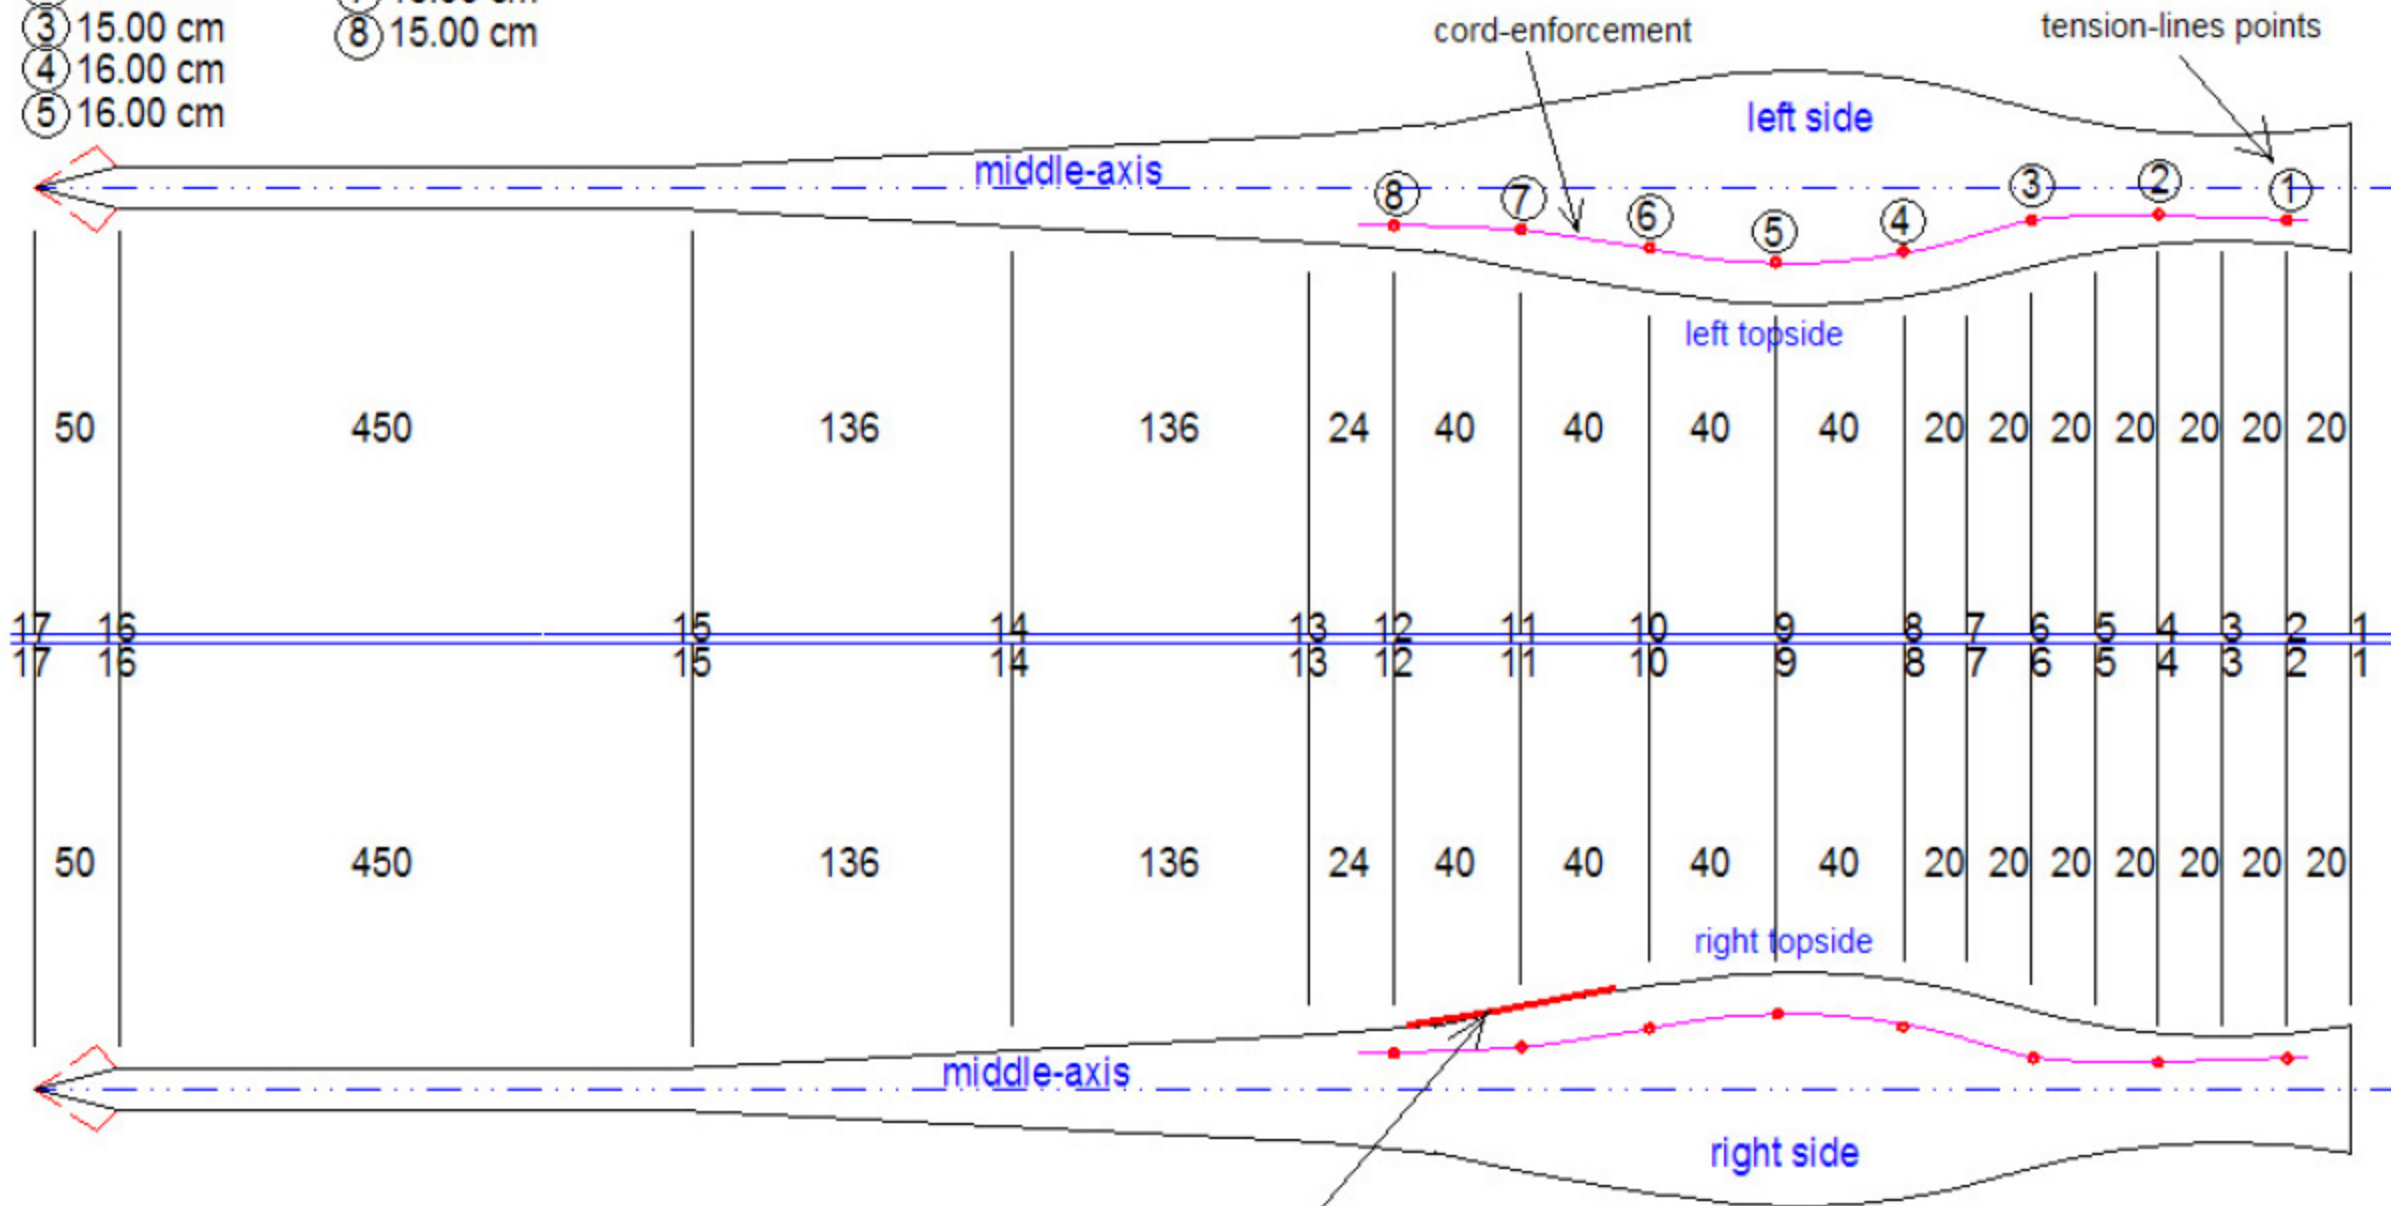 cord-enforcement
tension-lines points
③ 15.00 cm
⑧ 15.00 cm
④ 16.00 cm
⑤ 16.00 cm
left side
middle-axis
⑧ ⑦ ⑥ ⑤ ④ ③ ② ①
left topside
50 450 136 136 24 40 40 40 40 20 20 20 20 20 20 20
17 16 15 14 13 12 11 10 9 8 7 6 5 4 3 2 1
17 16 15 14 13 12 11 10 9 8 7 6 5 4 3 2 1
50 450 136 136 24 40 40 40 40 20 20 20 20 20 20 20
right topside
middle-axis
right side